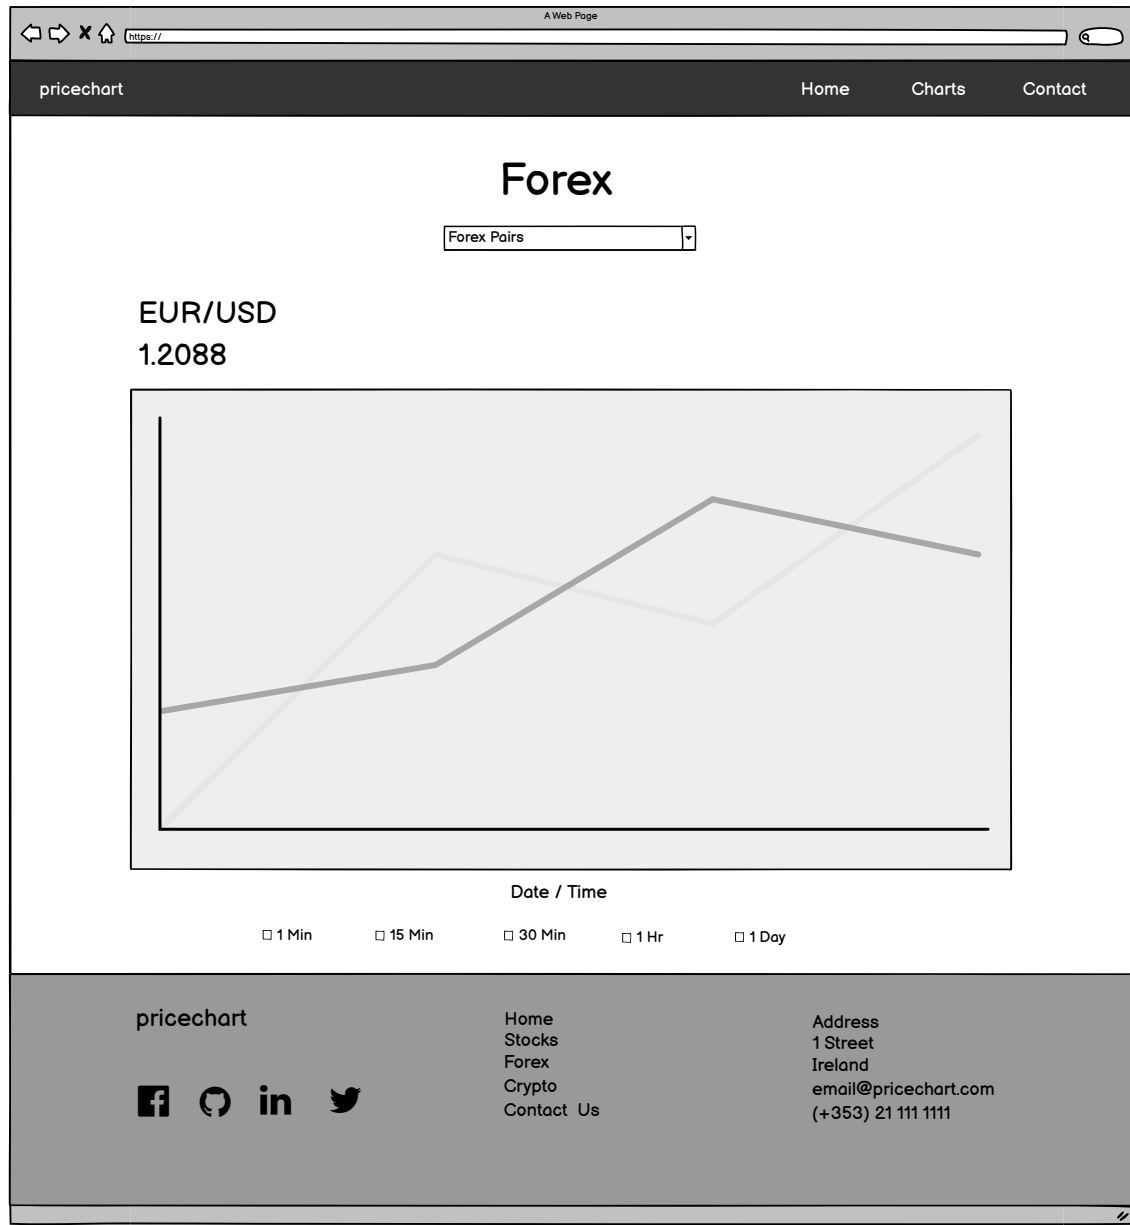 A Web Page
https://
pricechart Home Charts Contact
Forex
Forex Pairs
EUR/USD
1.2088
Date / Time
1 Min 15 Min 30 Min 1 Hr 1 Day
pricechart
Home
Stocks
Forex
Crypto
Contact Us
Address
1 Street
Ireland
email@pricechart.com
(+353) 21 111 1111